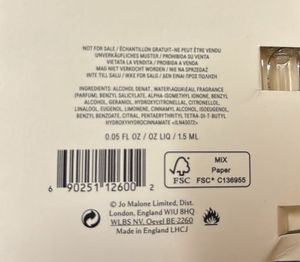 NOT FOR SALE / ÉCHANTILLON GRATUIT-NE PEUT ÊTRE VENDU
UNVERKÄUFLICHES MUSTER / PROHIBIDA SU VENTA
VIETATA LA VENDITA / PROIBIDA A VENDA
MAG NIET VERKOCHT WORDEN / NIE NA SPRZEDAŻ
INTE TILL SALU / IKKE FOR SALG / ΔΕΝ ΕΙΝΑΙ ΠΡΟΣ ΠΩΛΗΣΗ
INGREDIENTS: ALCOHOL DENAT., WATER\AQUA\EAU, FRAGRANCE
(PARFUM), BENZYL SALICYLATE, ALPHA-ISOMETHYL IONONE, BENZYL
ALCOHOL, GERANIOL, HYDROXYCITRONELLAL, CITRONELLOL,
LINALOOL, EUGENOL, LIMONENE, CINNAMYL ALCOHOL, ISOEUGENOL,
BENZYL BENZOATE, CITRAL, PENTAERYTHRITYL TETRA-DI-T-BUTYL
HYDROXYHYDROCINNAMATE
0.05 FL OZ/ OZ LIQ / 1.5 ML
6 90251 12600 2
FSC
MIX
Paper
FSC® C136955
© Jo Malone Limited, Dist.
London, England W1U 8HQ
WLBS NV, Oevel BE-2260
Made in England LHCJ